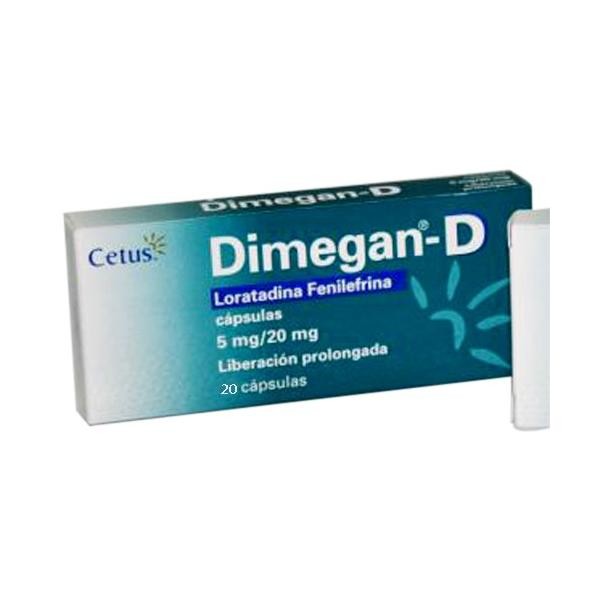 Dimegan-D
Cetus
Dimegan®-D
Loratadina Fenilefrina
cápsulas
5 mg/20 mg
Liberación prolongada
20 cápsulas